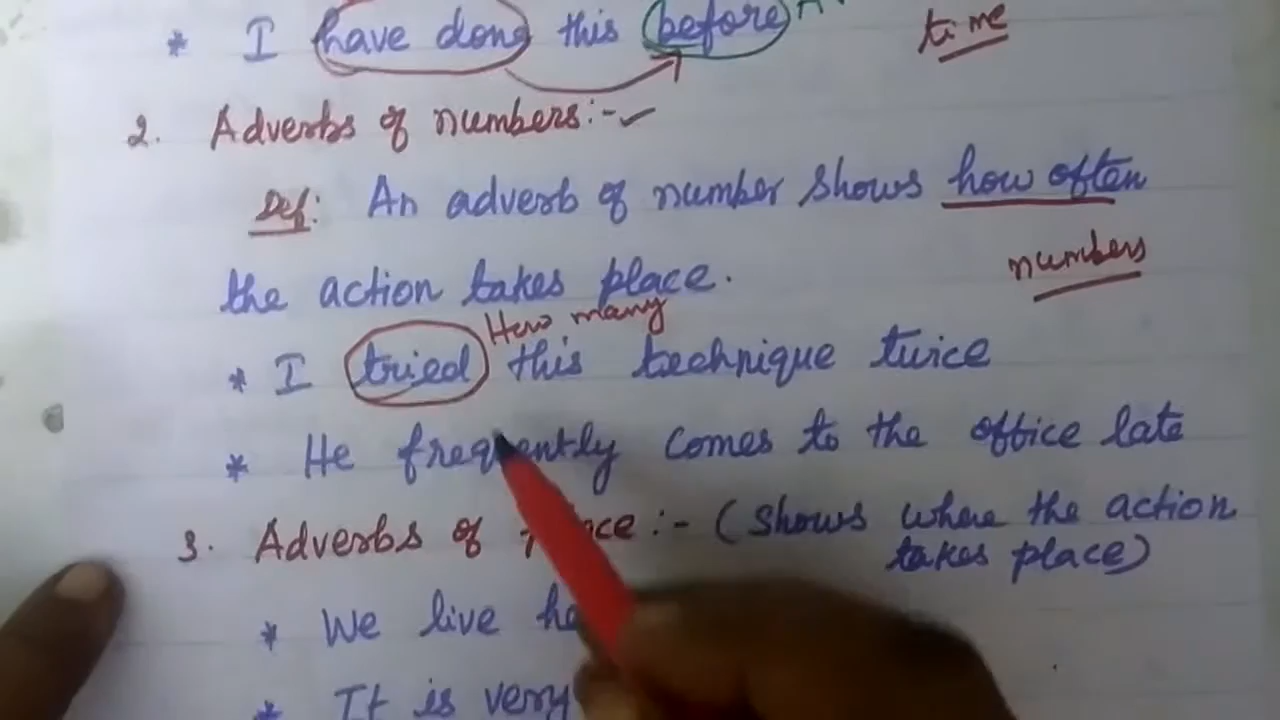 * I have done this before
time
2. Adverbs of numbers:-
Def: An adverb of number shows how often
numbers
the action takes place.
How many
* I tried this technique twice
* He frequently comes to the office late
3. Adverbs of place:- (shows where the action
takes place)
* We live
* It is very